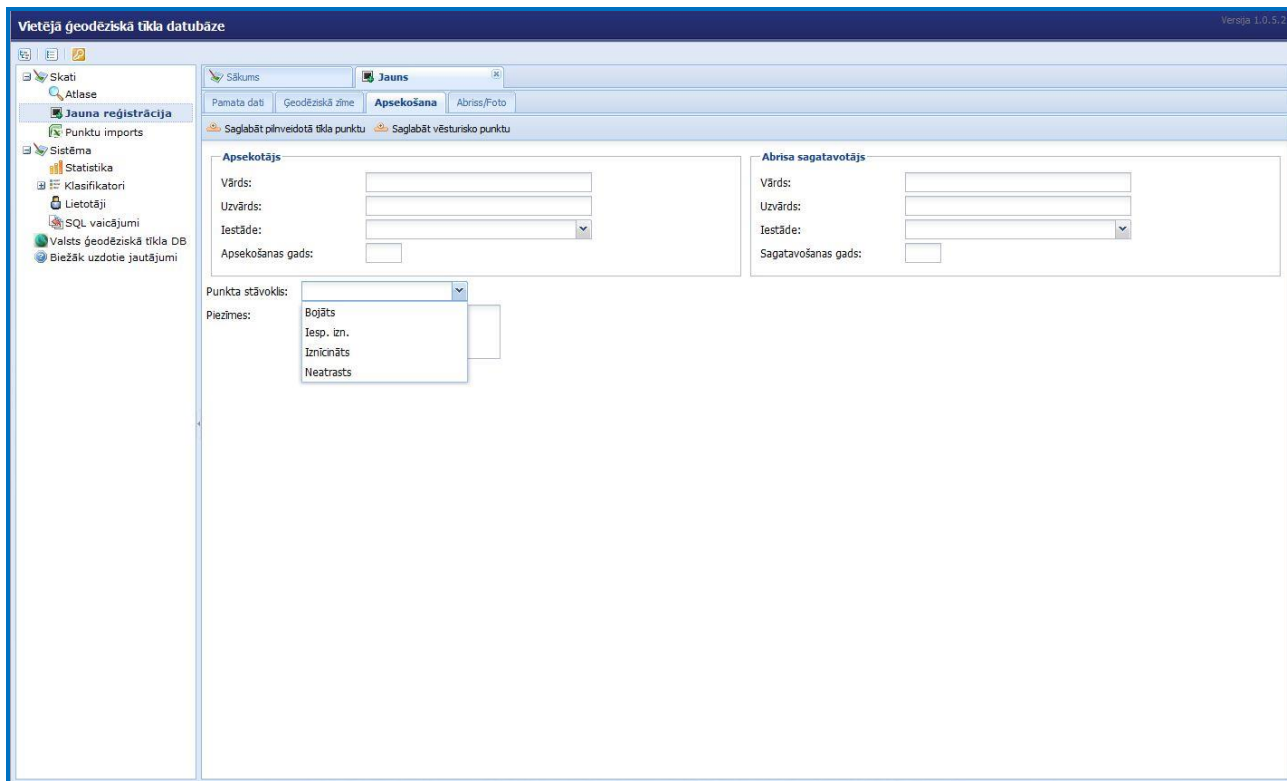 Vietējā ģeodēziskā tīkla datubāze
Versija 1.0.5.2
Skati
Atlase
Jauna reģistrācija
Punktu imports
Sistēma
Statistika
Klasifikatori
Lietotāji
SQL vaicājumi
Valsts ģeodēziskā tīkla DB
Biežāk uzdotie jautājumi
Sākums
Jauns
Pamata dati
Ģeodēziskā zīme
Apsekošana
Abriss/Foto
Saglabāt pilnveidotā tīkla punktu
Saglabāt vēsturisko punktu
Apsekotājs
Vārds:
Uzvārds:
Iestāde:
Apsekošanas gads:
Abrisa sagatavotājs
Vārds:
Uzvārds:
Iestāde:
Sagatavošanas gads:
Punkta stāvoklis:
Bojāts
Iesp. izn.
Iznīcināts
Neatrasts
Piezīmes: